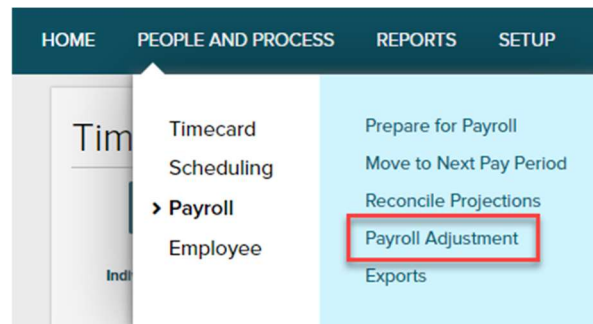 HOME PEOPLE AND PROCESS REPORTS SETUP
Tim
Timecard
Scheduling
Payroll
Employee
Indi
Prepare for Payroll
Move to Next Pay Period
Reconcile Projections
Payroll Adjustment
Exports